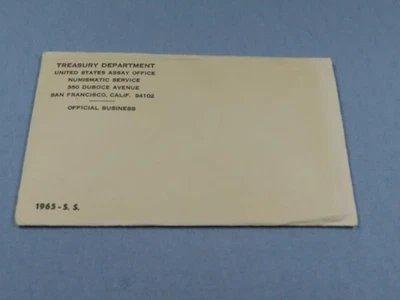 TREASURY DEPARTMENT
UNITED STATES ASSAY OFFICE
NUMISMATIC SERVICE
350 DUBOCE AVENUE
SAN FRANCISCO, CALIF. 94102
OFFICIAL BUSINESS
1965 - S. S.